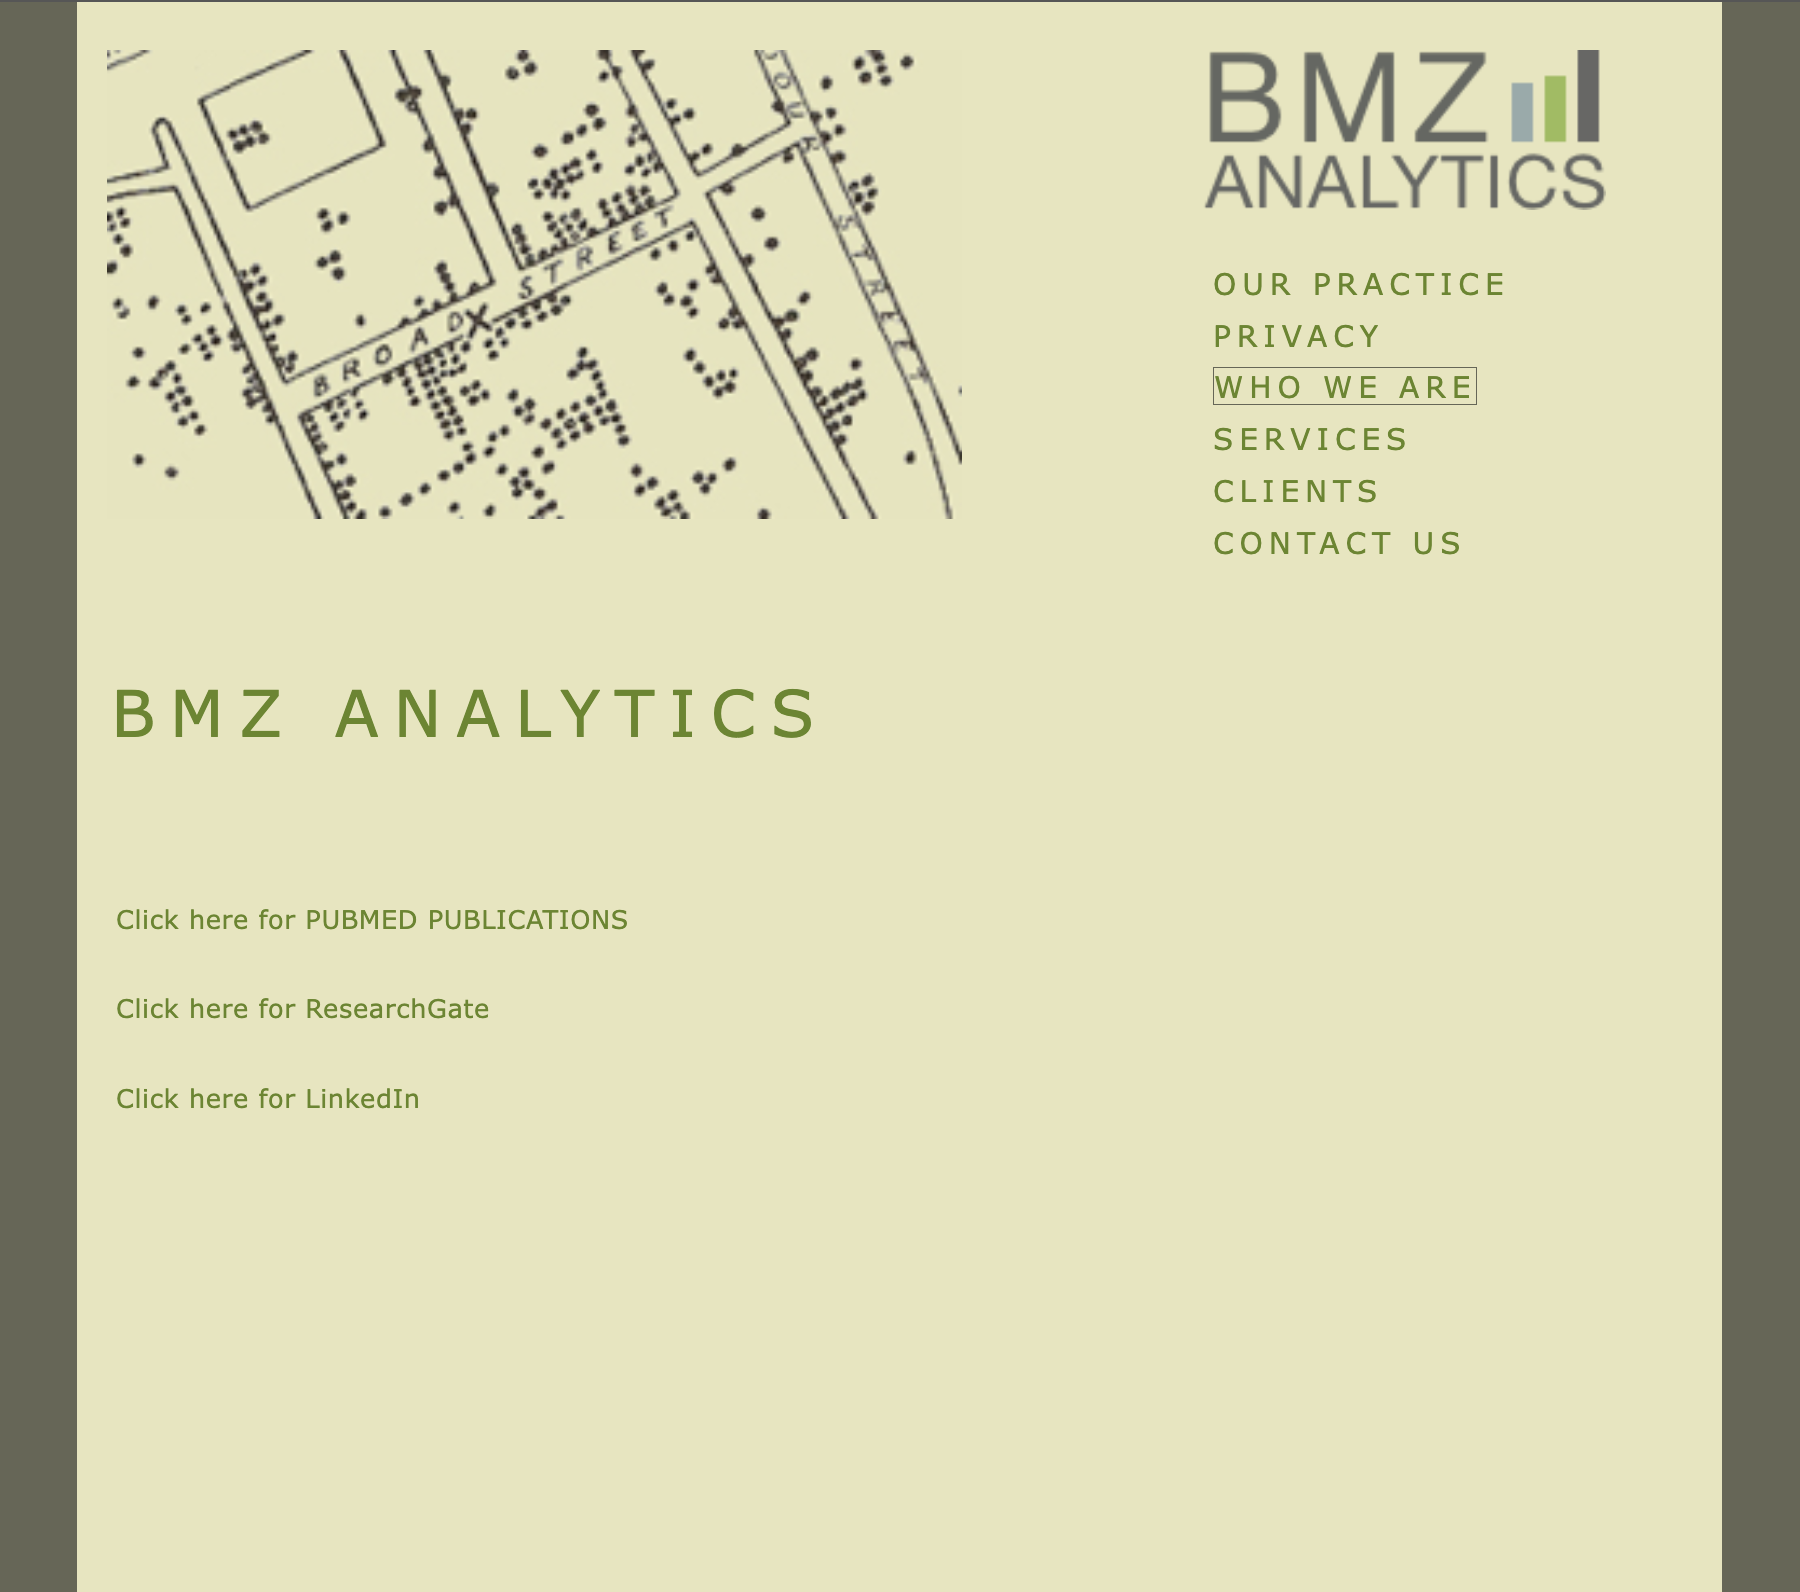 BROAD STREET
STREET
BMZ
ANALYTICS
OUR PRACTICE
PRIVACY
WHO WE ARE
SERVICES
CLIENTS
CONTACT US
BMZ ANALYTICS
Click here for PUBMED PUBLICATIONS
Click here for ResearchGate
Click here for LinkedIn